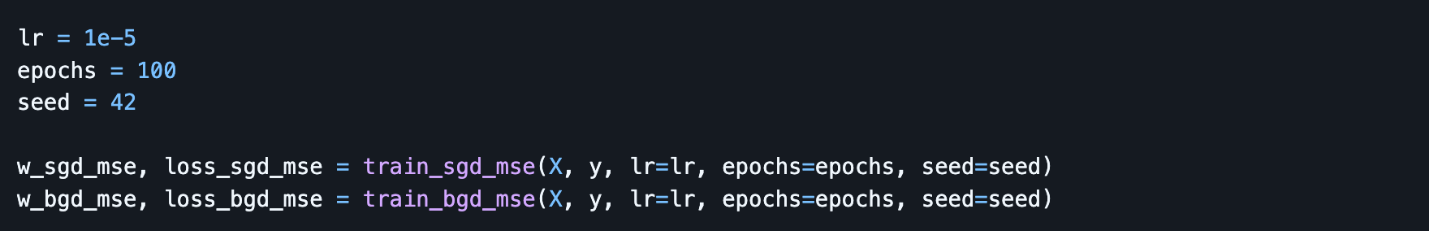 lr = 1e-5
epochs = 100
seed = 42
w_sgd_mse, loss_sgd_mse = train_sgd_mse(X, y, lr=lr, epochs=epochs, seed=seed)
w_bgd_mse, loss_bgd_mse = train_bgd_mse(X, y, lr=lr, epochs=epochs, seed=seed)